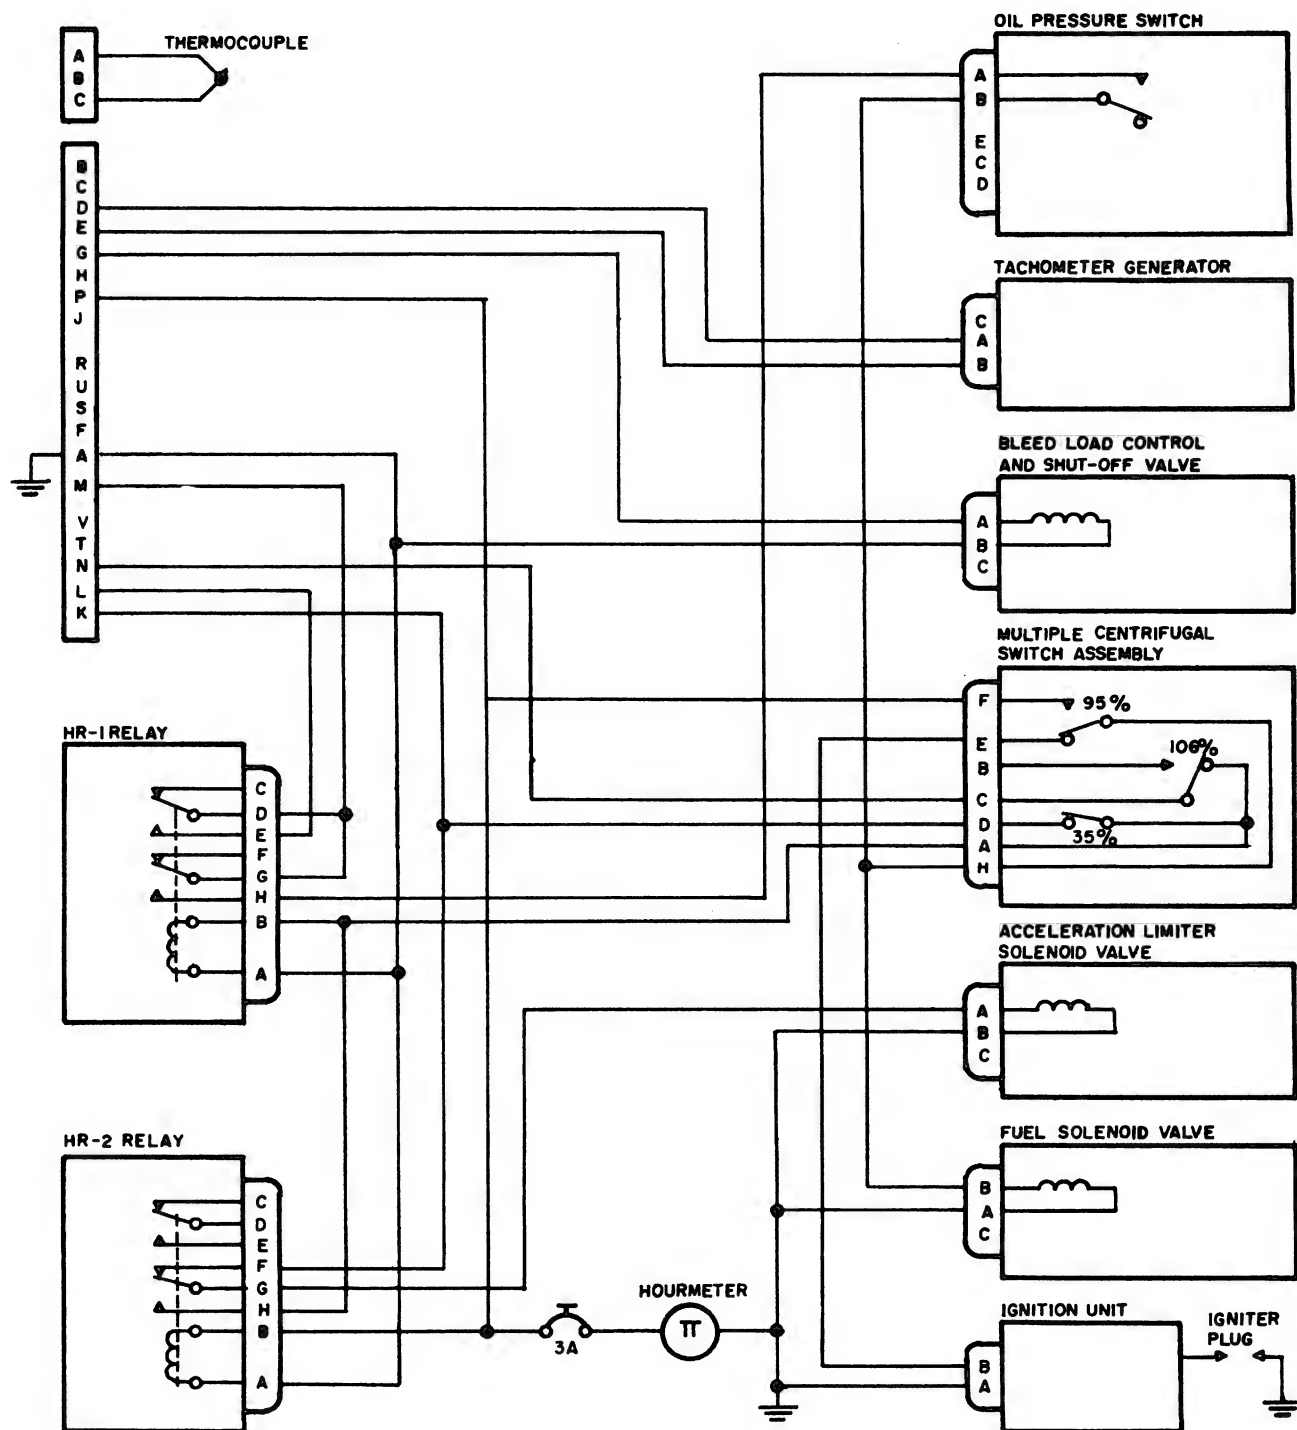 THERMOCOUPLE
A
B
C
B
C
D
E
G
H
P
J
R
U
S
F
A
M
V
T
N
L
K
OIL PRESSURE SWITCH
A
B
E
C
D
TACHOMETER GENERATOR
C
A
B
BLEED LOAD CONTROL
AND SHUT-OFF VALVE
A
B
C
MULTIPLE CENTRIFUGAL
SWITCH ASSEMBLY
F
E
B
C
D
A
H
95%
106%
35%
HR-1 RELAY
C
D
E
F
G
H
B
A
ACCELERATION LIMITER
SOLENOID VALVE
A
B
C
HR-2 RELAY
C
D
E
F
G
H
B
A
FUEL SOLENOID VALVE
B
A
C
3A
HOURMETER
π
IGNITION UNIT
B
A
IGNITER
PLUG